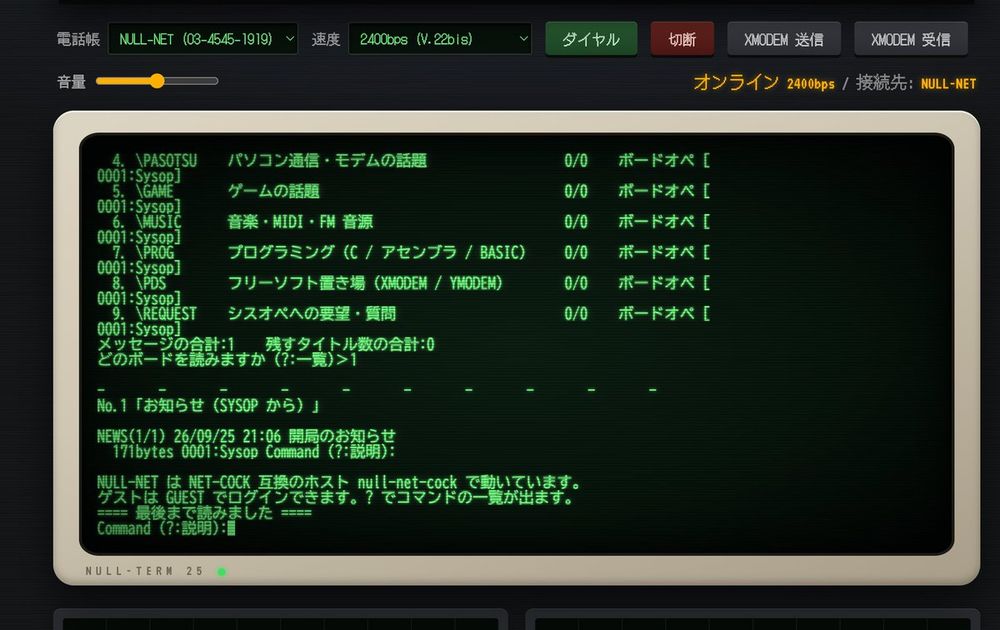 電話帳 NULL-NET (03-4545-1919) 速度 2400bps (V.22bis) ダイヤル 切断 XMODEM 送信 XMODEM 受信
音量 オンライン 2400bps / 接続先: NULL-NET
4. \PASOTSU パソコン通信・モデムの話題 0/0 ボードオペ [
0001:Sysop]
5. \GAME ゲームの話題 0/0 ボードオペ [
0001:Sysop]
6. \MUSIC 音楽・MIDI・FM 音源 0/0 ボードオペ [
0001:Sysop]
7. \PROG プログラミング (C / アセンブラ / BASIC) 0/0 ボードオペ [
0001:Sysop]
8. \PDS フリーソフト置き場 (XMODEM / YMODEM) 0/0 ボードオペ [
0001:Sysop]
9. \REQUEST シスオペへの要望・質問 0/0 ボードオペ [
0001:Sysop]
メッセージの合計:1 残すタイトル数の合計:0
どのボードを読みますか (?:一覧)>1
- - - - - - - - - -
No.1「お知らせ (SYSOP から) 」
NEWS(1/1) 26/09/25 21:06 開局のお知らせ
171bytes 0001:Sysop Command (?:説明):
NULL-NET は NET-COCK 互換のホスト null-net-cock で動いています。
ゲストは GUEST でログインできます。? でコマンドの一覧が出ます。
==== 最後まで読みました ====
Command (?:説明):
NULL-TERM 25